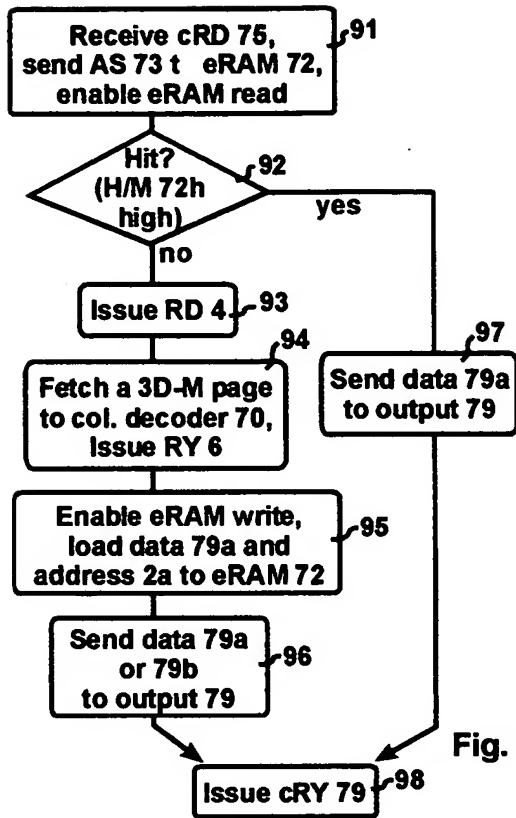 Receive cRD 75,
91
send AS 73 t eRAM 72,
enable eRAM read
Hit?
92
(H/M 72h
high)
yes
no
Issue RD 4
93
94
Fetch a 3D-M page
to col. decoder 70,
Issue RY 6
97
Send data 79a
to output 79
Enable eRAM write,
load data 79a and
95
address 2a to eRAM 72
Send data 79a
or 79b
96
to output 79
Fig.
Issue cRY 79
98